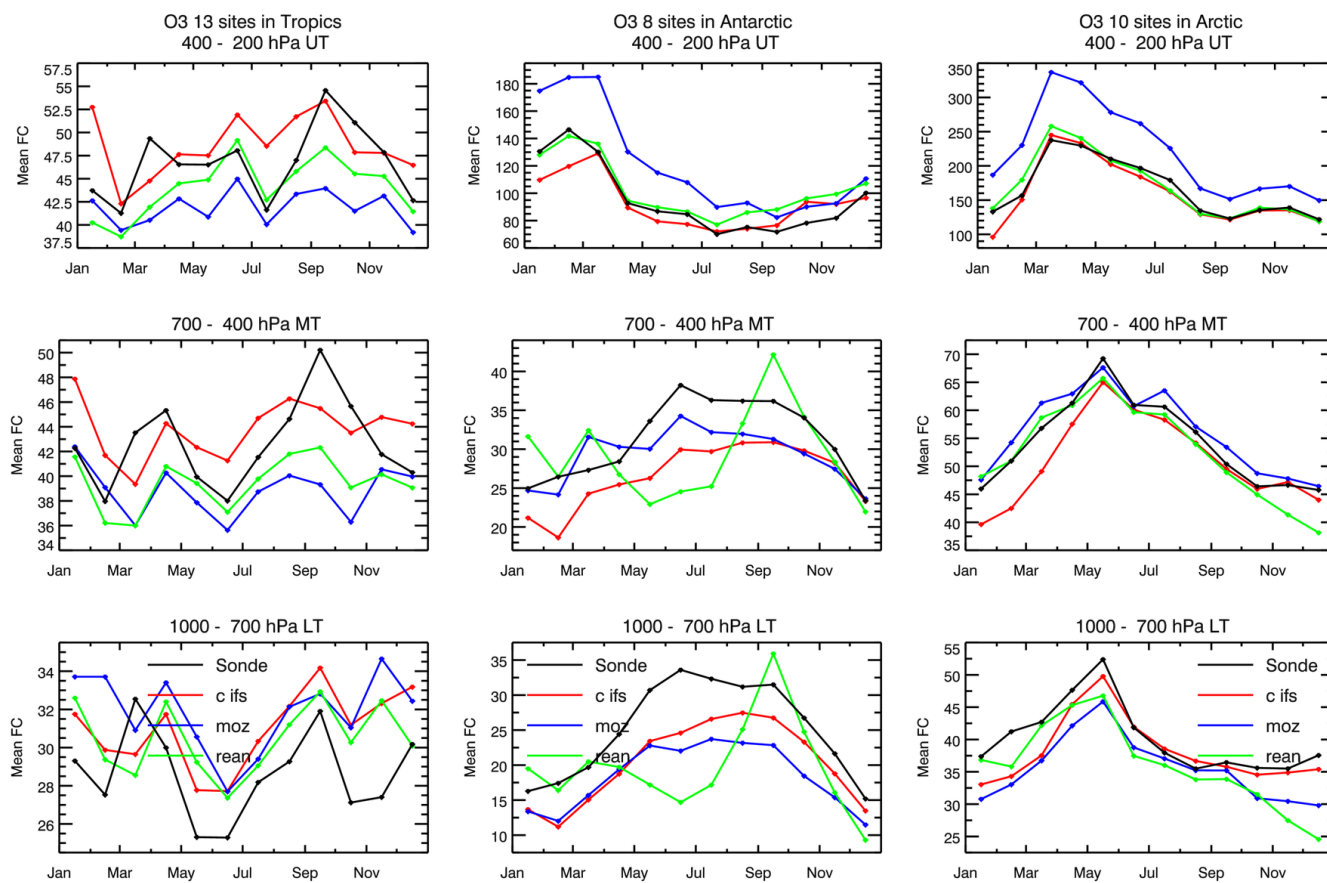 O3 13 sites in Tropics
400 - 200 hPa UT
57.5
55
52.5
50
47.5
45
42.5
40
37.5
Mean FC
Jan Mar May Jul Sep Nov
O3 8 sites in Antarctic
400 - 200 hPa UT
180
160
140
120
100
80
60
Mean FC
Jan Mar May Jul Sep Nov
O3 10 sites in Arctic
400 - 200 hPa UT
350
300
250
200
150
100
Mean FC
Jan Mar May Jul Sep Nov
700 - 400 hPa MT
50
48
46
44
42
40
38
36
34
Mean FC
Jan Mar May Jul Sep Nov
700 - 400 hPa MT
40
35
30
25
20
Mean FC
Jan Mar May Jul Sep Nov
700 - 400 hPa MT
70
65
60
55
50
45
40
35
Mean FC
Jan Mar May Jul Sep Nov
1000 - 700 hPa LT
34
32
30
28
26
Mean FC
Sonde
c ifs
moz
rean
Jan Mar May Jul Sep Nov
1000 - 700 hPa LT
35
30
25
20
15
10
Mean FC
Sonde
c ifs
moz
rean
Jan Mar May Jul Sep Nov
1000 - 700 hPa LT
55
50
45
40
35
30
25
Mean FC
Sonde
c ifs
moz
rean
Jan Mar May Jul Sep Nov